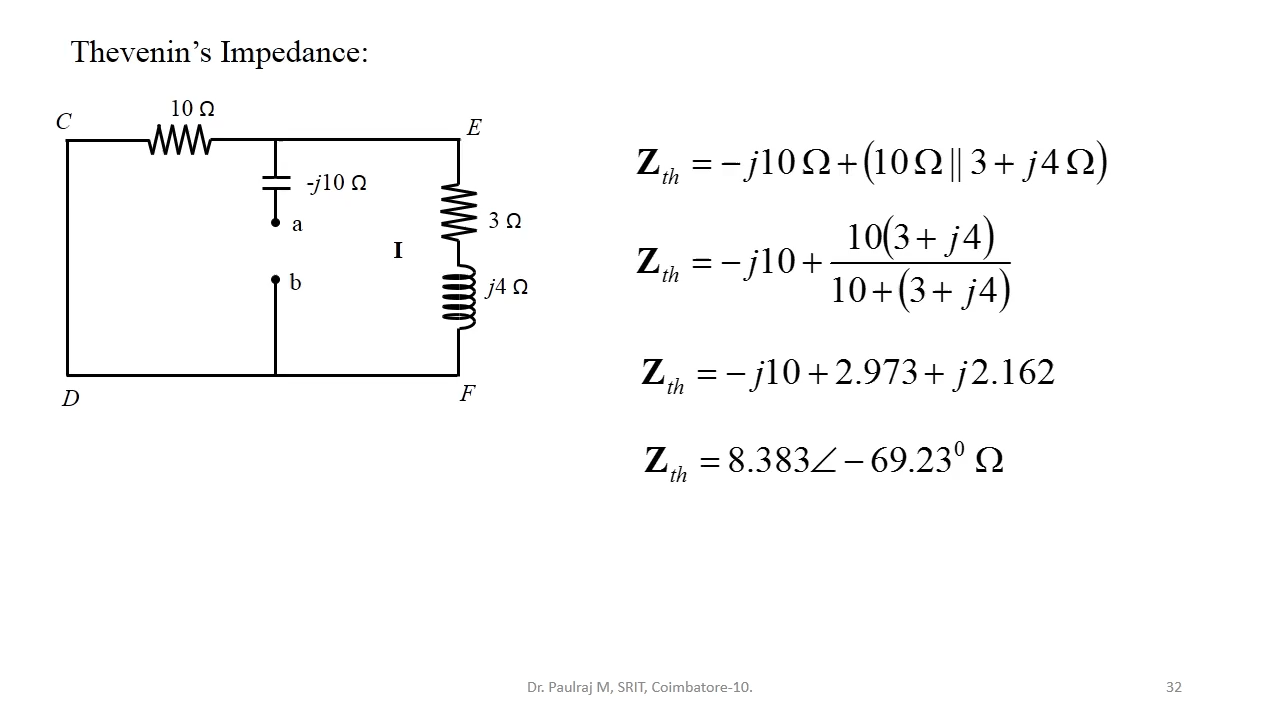 Thevenin’s Impedance:
10 Ω
C
E
-j10 Ω
a
3 Ω
I
b
j4 Ω
D
F
Z_th = −j10 Ω + (10 Ω || 3 + j4 Ω)
Z_th = −j10 + 10(3 + j4) / 10 + (3 + j4)
Z_th = −j10 + 2.973 + j2.162
Z_th = 8.383∠ − 69.23⁰ Ω
Dr. Paulraj M, SRIT, Coimbatore-10.
32